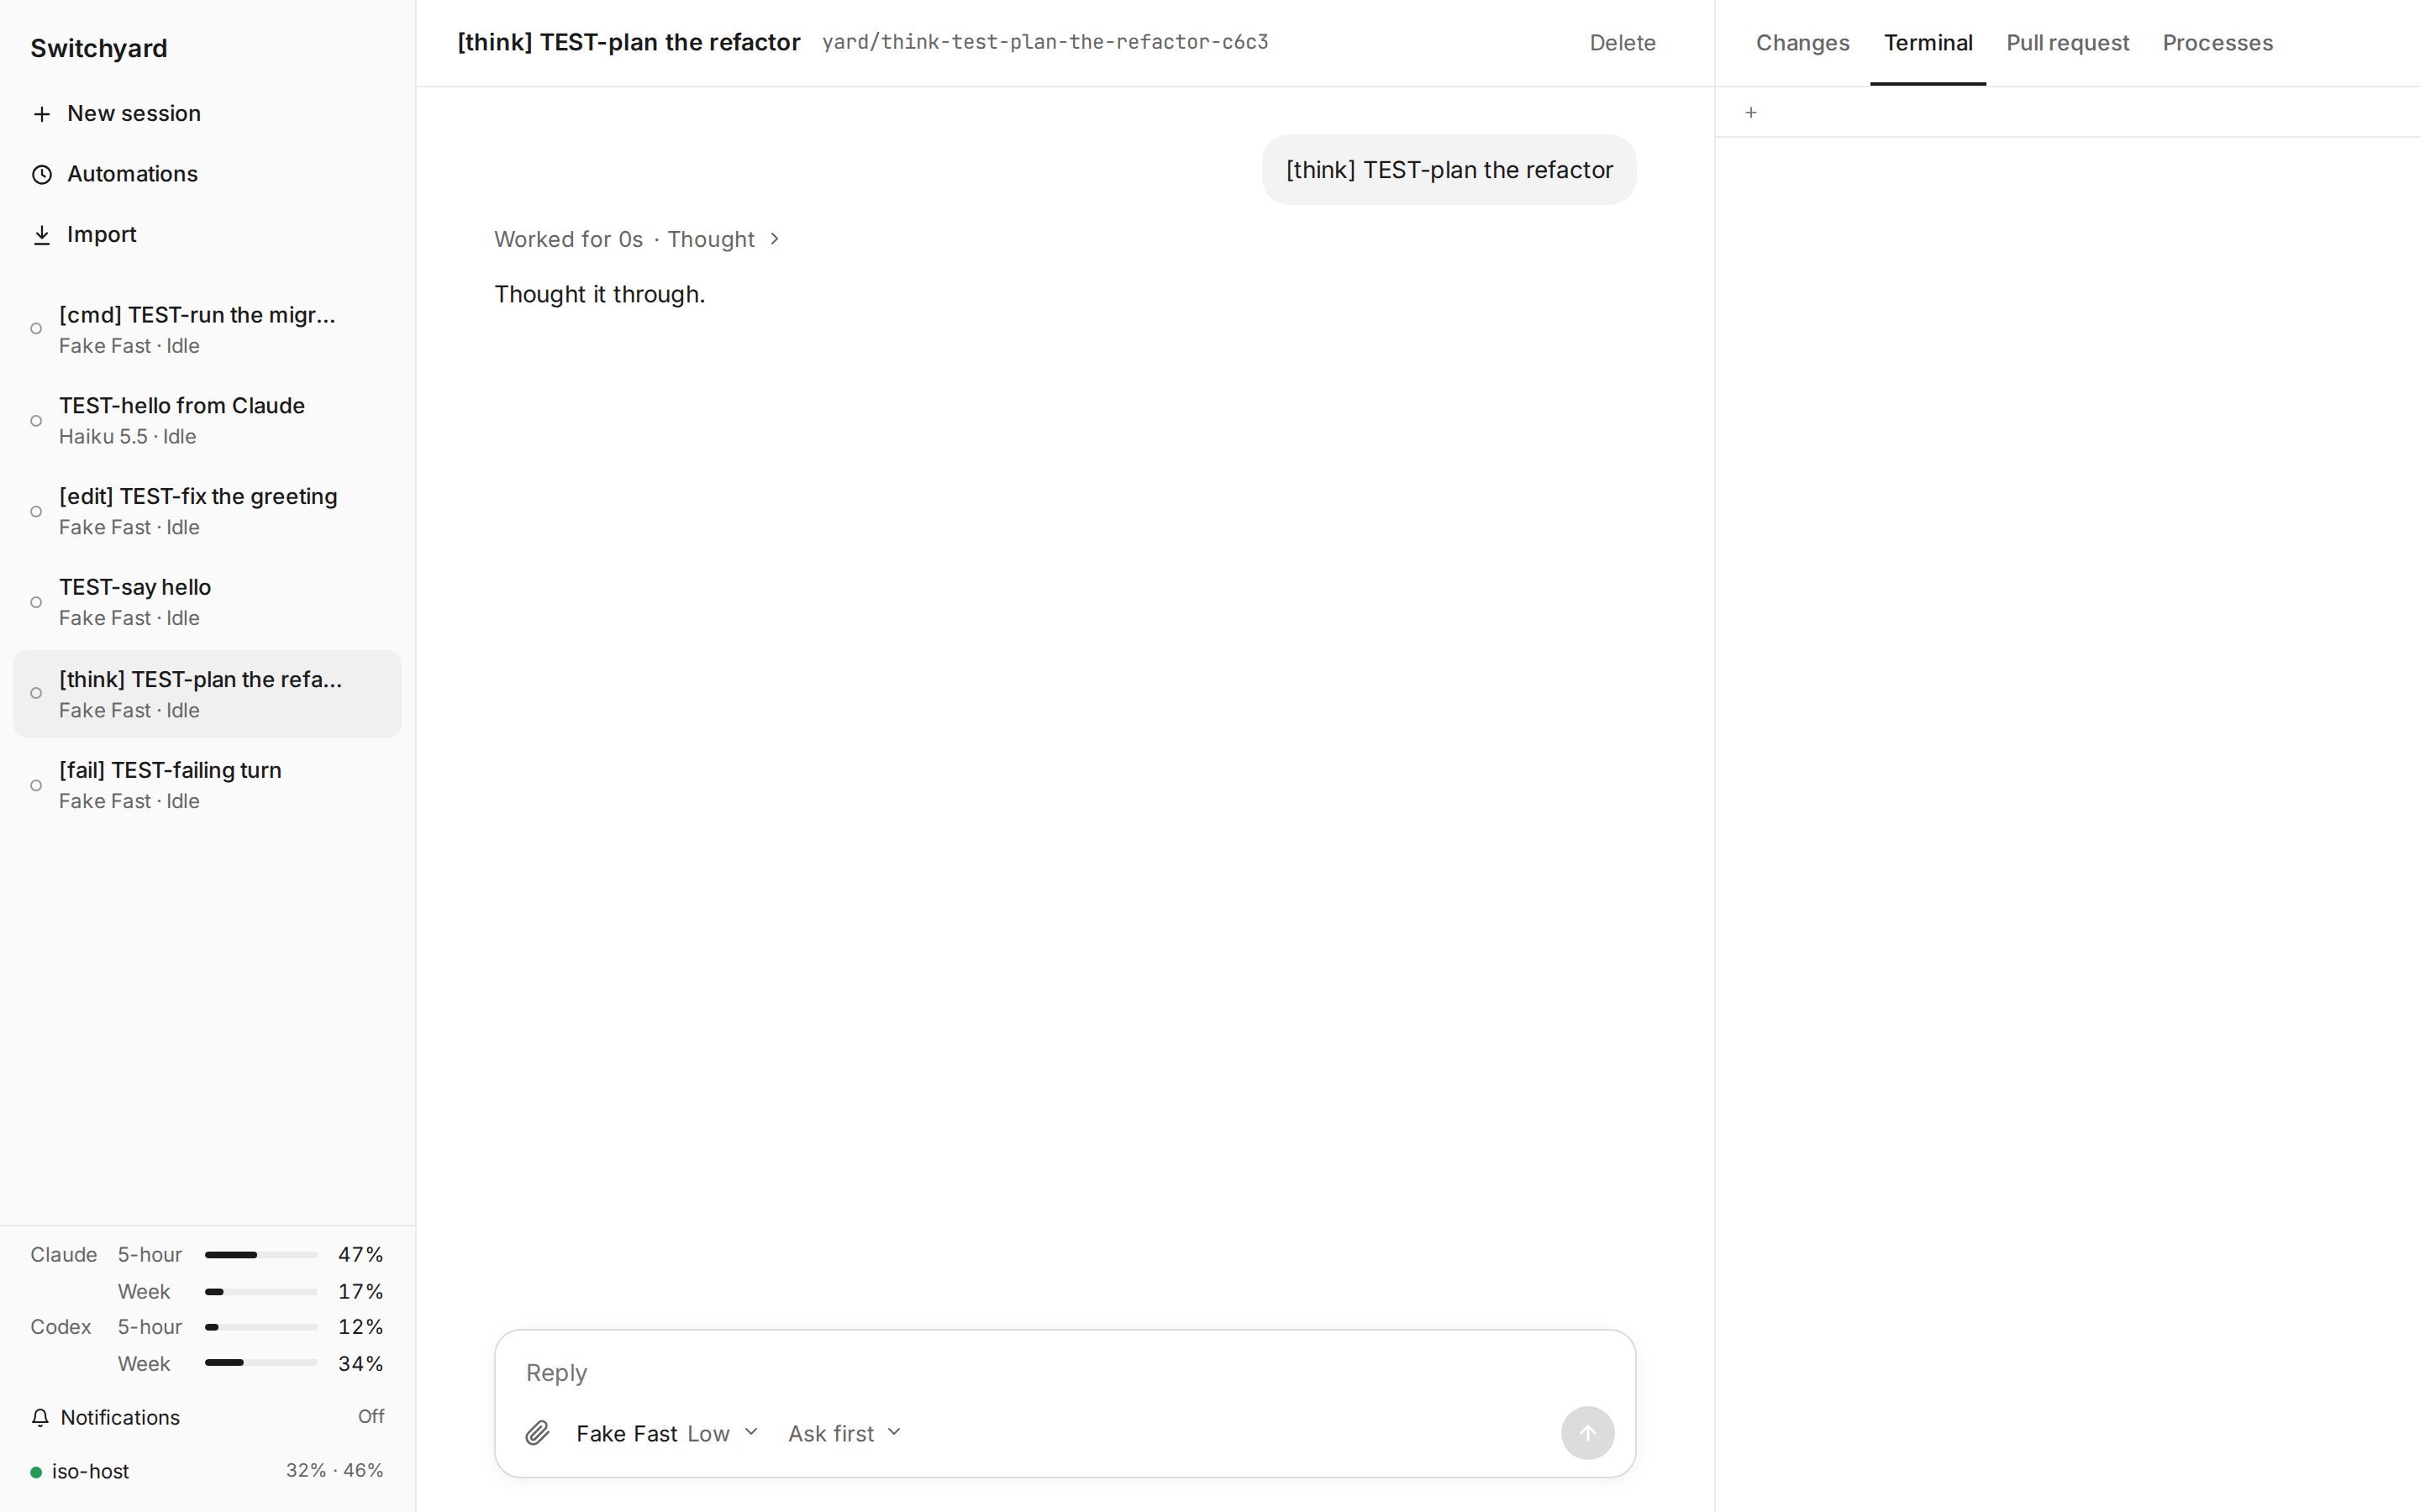 Switchyard
New session
Automations
Import
[cmd] TEST-run the migr...
Fake Fast · Idle
TEST-hello from Claude
Haiku 5.5 · Idle
[edit] TEST-fix the greeting
Fake Fast · Idle
TEST-say hello
Fake Fast · Idle
[think] TEST-plan the refa...
Fake Fast · Idle
[fail] TEST-failing turn
Fake Fast · Idle
Claude 5-hour 47%
Week 17%
Codex 5-hour 12%
Week 34%
Notifications Off
iso-host 32% · 46%
[think] TEST-plan the refactor yard/think-test-plan-the-refactor-c6c3 Delete
[think] TEST-plan the refactor
Worked for 0s · Thought
Thought it through.
Reply
Fake Fast Low Ask first
Changes Terminal Pull request Processes
+